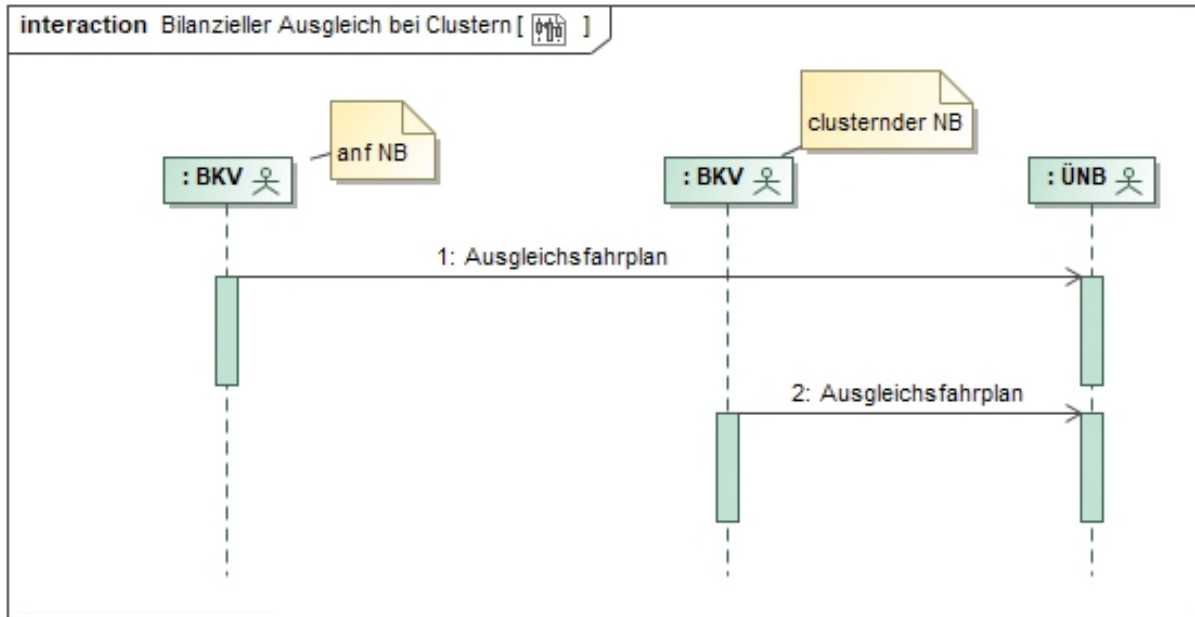 interaction Bilanzieller Ausgleich bei Clustern [ ]
anf NB
clusternder NB
: BKV
: BKV
: ÜNB
1: Ausgleichsfahrplan
2: Ausgleichsfahrplan